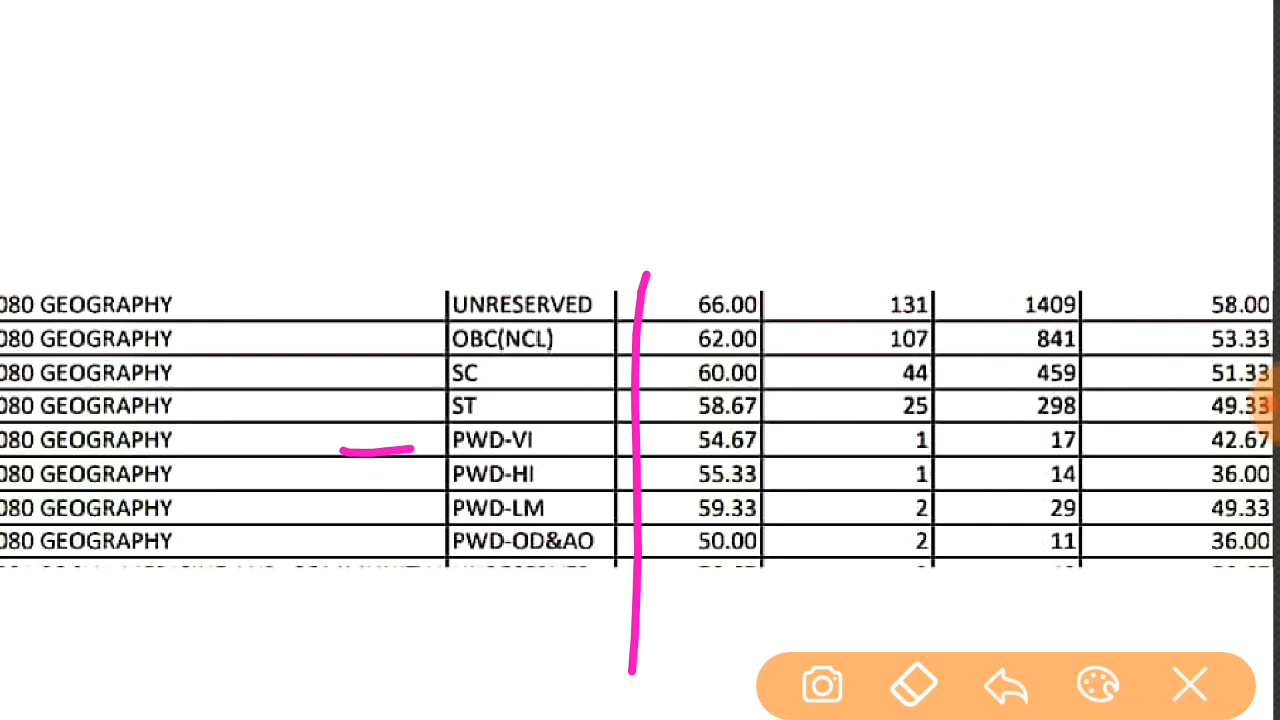 080 GEOGRAPHY UNRESERVED 66.00 131 1409 58.00
080 GEOGRAPHY OBC(NCL) 62.00 107 841 53.33
080 GEOGRAPHY SC 60.00 44 459 51.33
080 GEOGRAPHY ST 58.67 25 298 49.33
080 GEOGRAPHY PWD-VI 54.67 1 17 42.67
080 GEOGRAPHY PWD-HI 55.33 1 14 36.00
080 GEOGRAPHY PWD-LM 59.33 2 29 49.33
080 GEOGRAPHY PWD-OD&AO 50.00 2 11 36.00